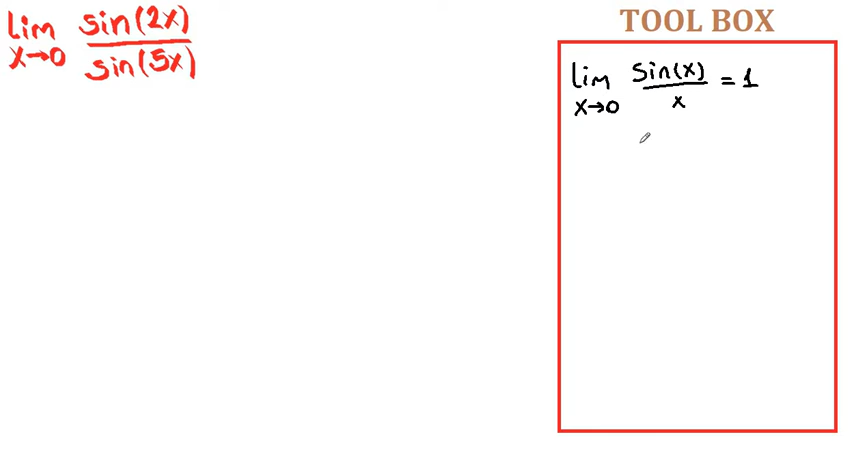 lim sin(2x)
x→0 sin(5x)
TOOL BOX
lim sin(x) = 1
x→0 x